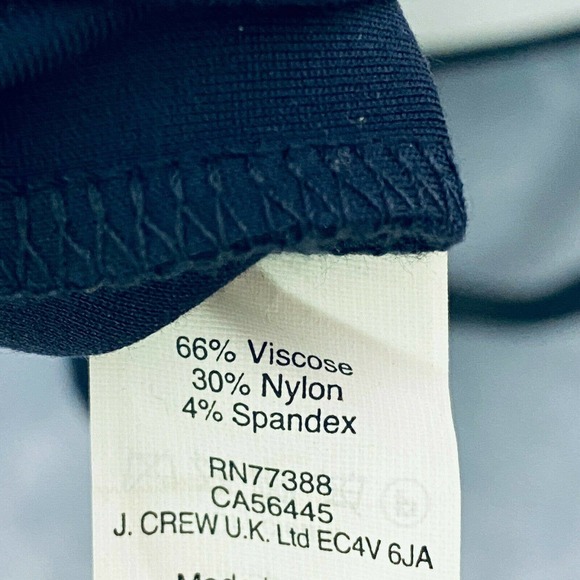 66% Viscose
30% Nylon
4% Spandex
RN77388
CA56445
J. CREW U.K. Ltd EC4V 6JA